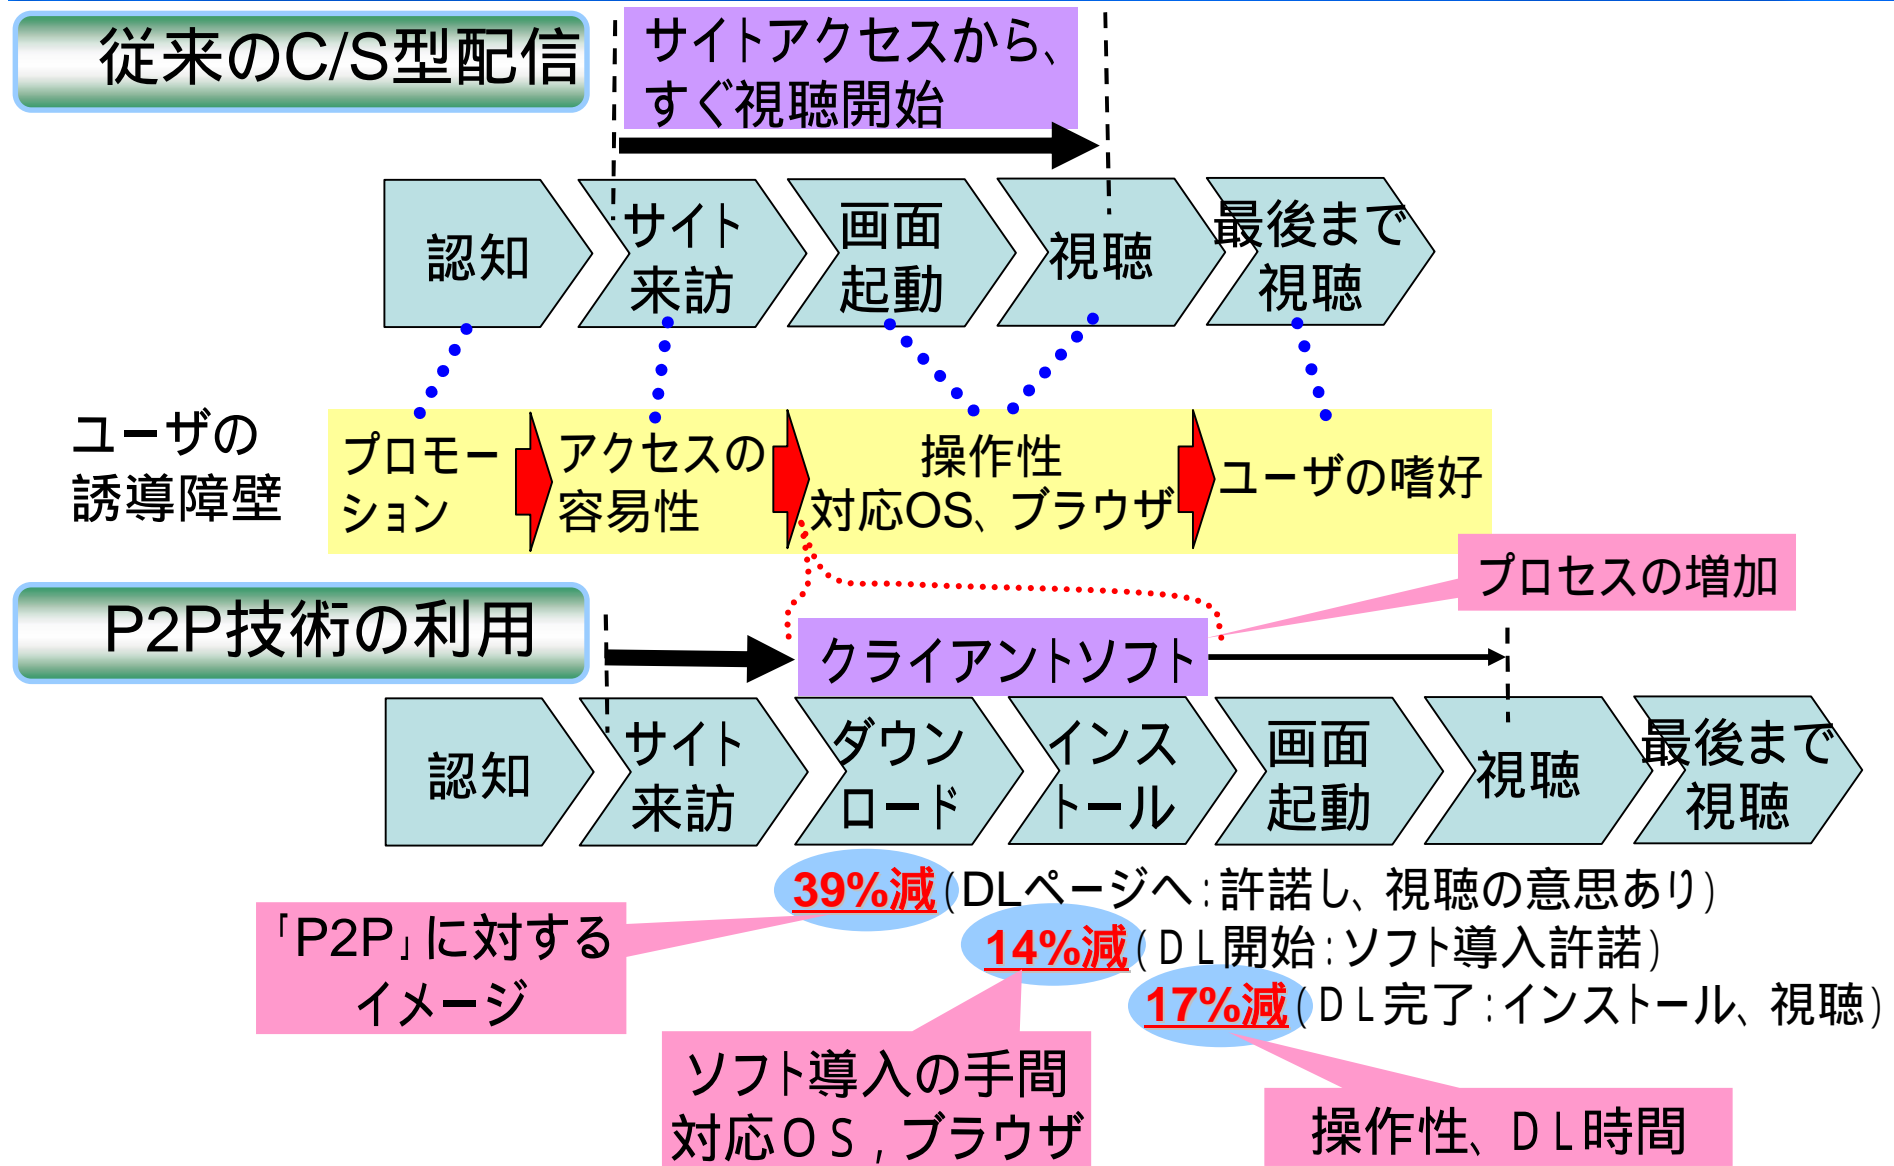 従来のC/S型配信
サイトアクセスから、
すぐ視聴開始
認知
サイト
来訪
画面
起動
視聴
最後まで
視聴
ユーザの
誘導障壁
プロモー
ション
アクセスの
容易性
操作性
対応OS、ブラウザ
ユーザの嗜好
プロセスの増加
P2P技術の利用
クライアントソフト
認知
サイト
来訪
ダウン
ロード
インス
トール
画面
起動
視聴
最後まで
視聴
39%減(DLページへ:許諾し、視聴の意思あり)
「P2P」に対する
イメージ
14%減(DL開始:ソフト導入許諾)
17%減(DL完了:インストール、視聴)
ソフト導入の手間
対応OS,ブラウザ
操作性、DL時間